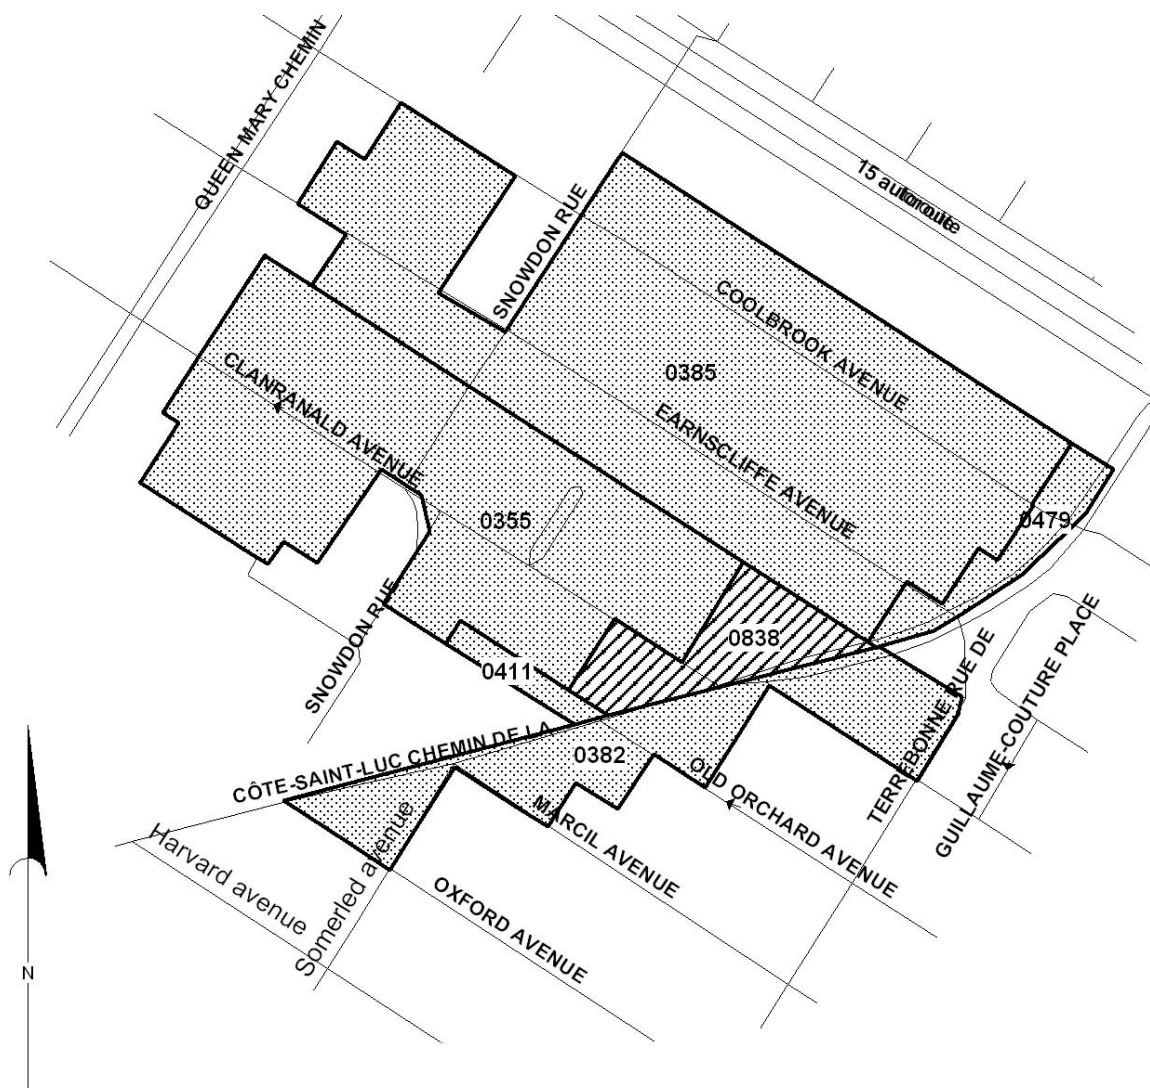 QUEEN MARY CHEMIN
SNOWDON RUE
15 autoroute
COOLBROOK AVENUE
0385
CLANRANALD AVENUE
EARNSCLIFFE AVENUE
0355
0479
SNOWDON RUE
0838
0411
TERREBONNE RUE DE
GUILLAUME-COUTURE PLACE
CÔTE-SAINT-LUC CHEMIN DE LA
0382
OLD ORCHARD AVENUE
MARCIL AVENUE
Harvard avenue
Somerled avenue
OXFORD AVENUE
N